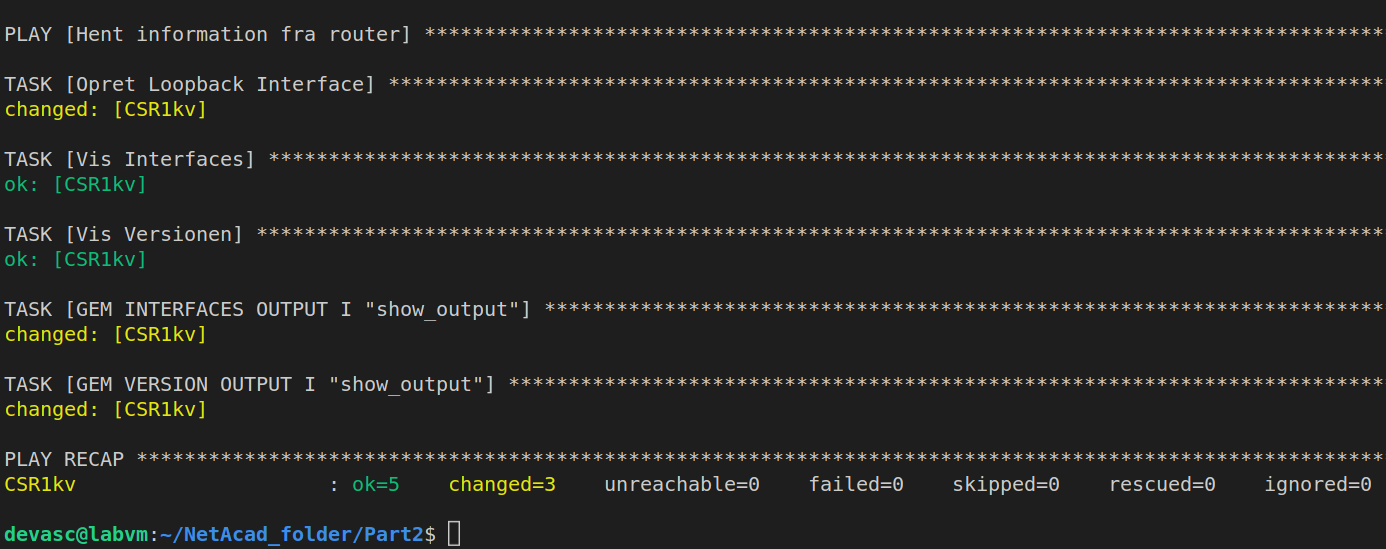 PLAY [Hent information fra router] ********************************************************************************
TASK [Opret Loopback Interface] ***********************************************************************************
changed: [CSR1kv]
TASK [Vis Interfaces] *********************************************************************************************
ok: [CSR1kv]
TASK [Vis Versionen] **********************************************************************************************
ok: [CSR1kv]
TASK [GEM INTERFACES OUTPUT I "show_output"] **********************************************************************
changed: [CSR1kv]
TASK [GEM VERSION OUTPUT I "show_output"] *************************************************************************
changed: [CSR1kv]
PLAY RECAP ********************************************************************************************************
CSR1kv                     : ok=5    changed=3    unreachable=0    failed=0    skipped=0    rescued=0    ignored=0
devasc@labvm:~/NetAcad_folder/Part2$